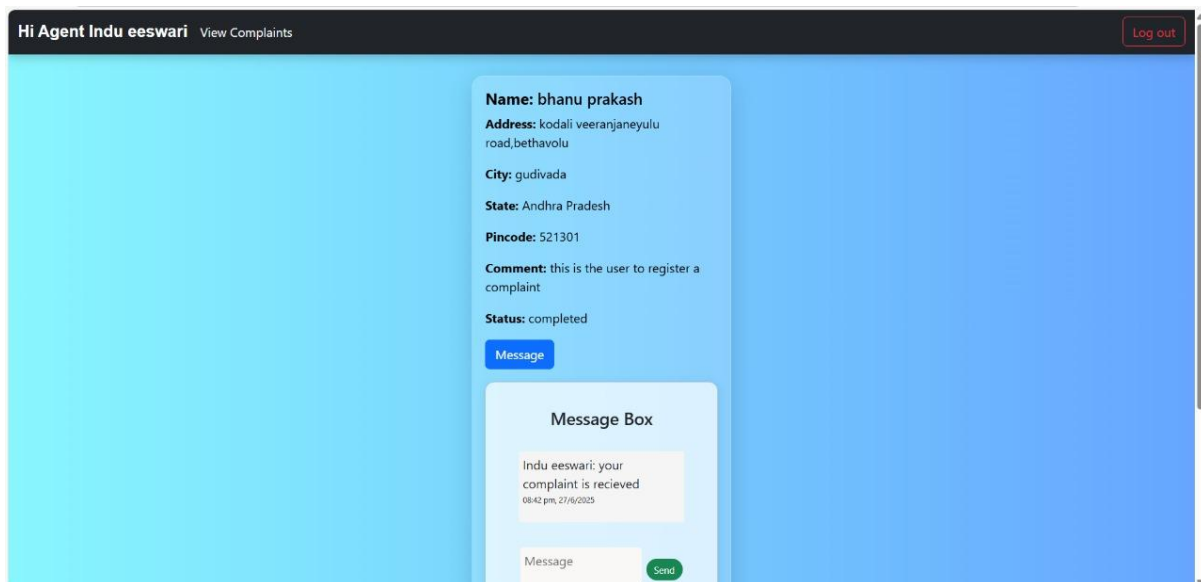 Hi Agent Indu eeswari View Complaints Log out
Name: bhanu prakash
Address: kodali veeranjaneyulu
road,bethavolu
City: gudivada
State: Andhra Pradesh
Pincode: 521301
Comment: this is the user to register a
complaint
Status: completed
Message
Message Box
Indu eeswari: your
complaint is recieved
08:42 pm, 27/6/2025
Message Send